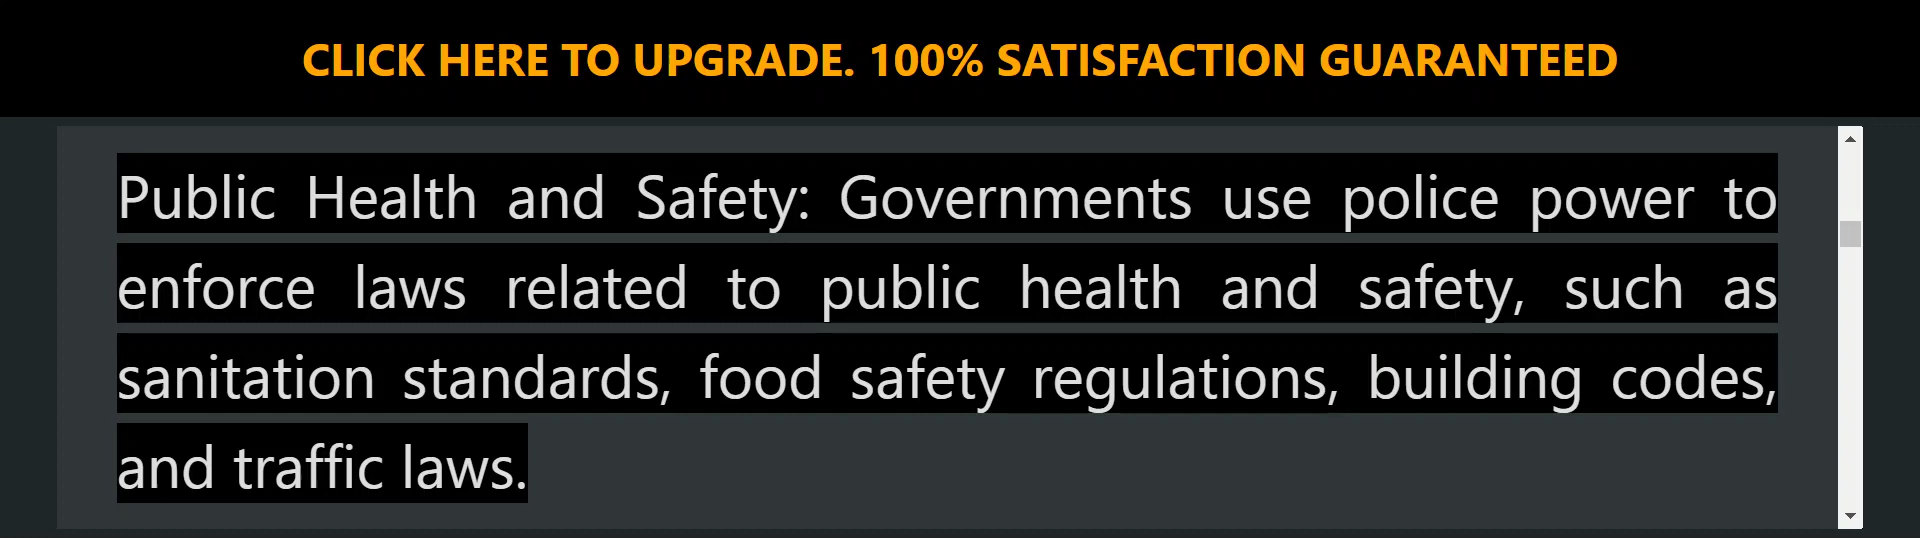 CLICK HERE TO UPGRADE. 100% SATISFACTION GUARANTEED
Public Health and Safety: Governments use police power to
enforce laws related to public health and safety, such as
sanitation standards, food safety regulations, building codes,
and traffic laws.